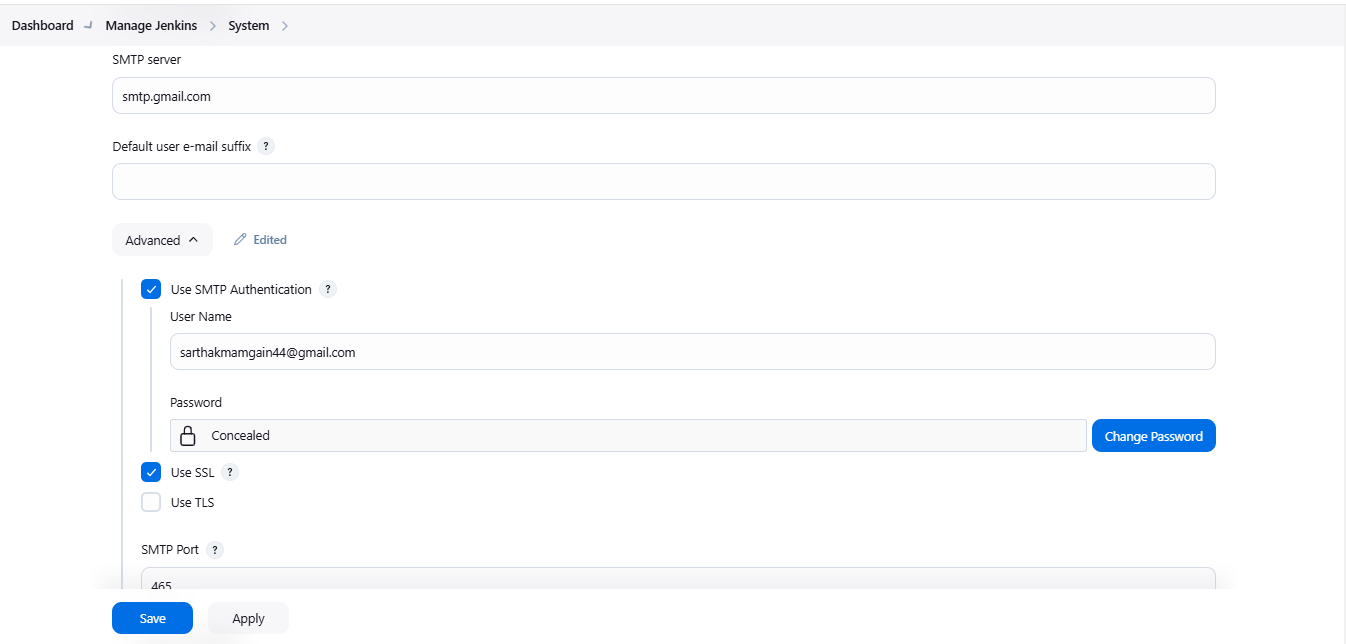 Dashboard Manage Jenkins System
SMTP server
smtp.gmail.com
Default user e-mail suffix ?
Advanced Edited
Use SMTP Authentication ?
User Name
sarthakmamgain44@gmail.com
Password
Concealed Change Password
Use SSL ?
Use TLS
SMTP Port ?
465
Save Apply